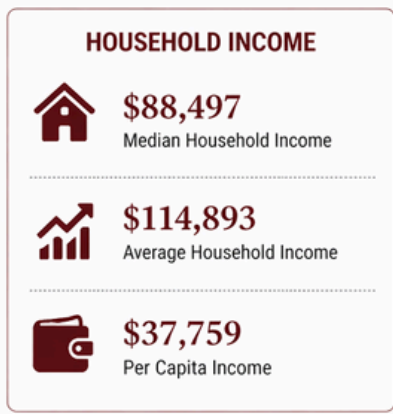 HOUSEHOLD INCOME
$88,497
Median Household Income
$114,893
Average Household Income
$37,759
Per Capita Income